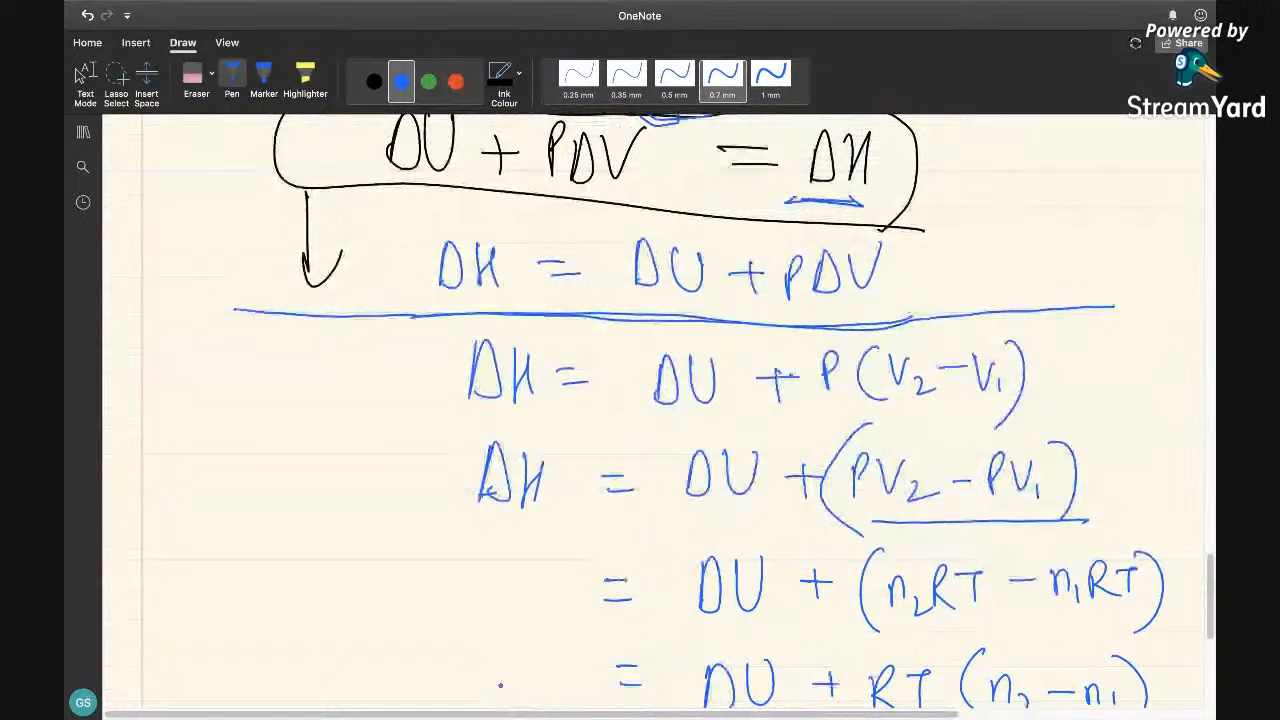 OneNote
Powered by
StreamYard
Home Insert Draw View
Share
Text Mode
Lasso Select
Insert Space
Eraser
Pen
Marker
Highlighter
Ink Colour
0.25 mm
0.35 mm
0.5 mm
0.7 mm
1 mm
ΔU + PΔV = ΔH
ΔH = ΔU + PΔV
ΔH = ΔU + P(V₂ − V₁)
ΔH = ΔU + (PV₂ − PV₁)
= ΔU + (n₂RT − n₁RT)
= ΔU + RT (n₂ − n₁)
GS